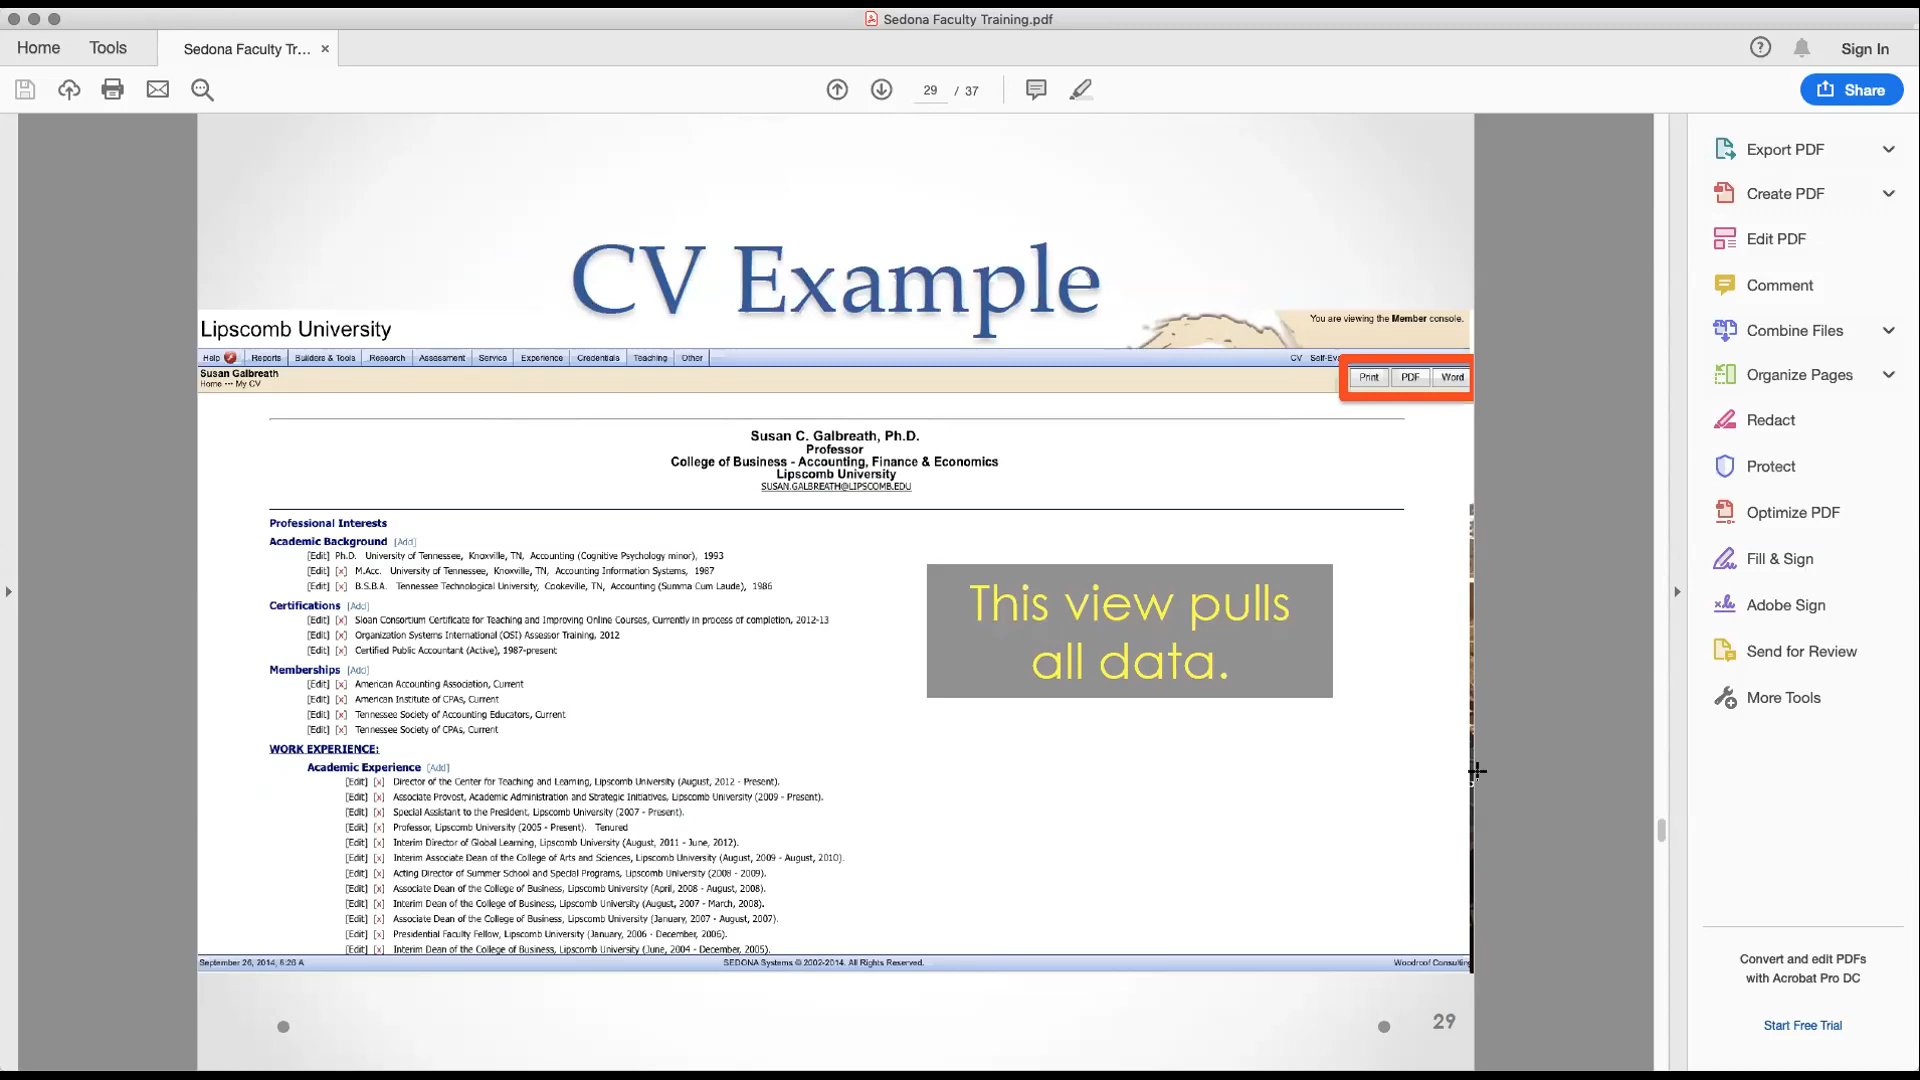 Sedona Faculty Training.pdf
Home Tools Sedona Faculty Tr... × Sign In
29 / 37 Share
CV Example
Lipscomb University
You are viewing the Member console.
Help Reports Builders & Tools Research Assessment Service Experience Credentials Teaching Other CV
Susan Galbreath
Home --- My CV
Print PDF Word
Susan C. Galbreath, Ph.D.
Professor
College of Business - Accounting, Finance & Economics
Lipscomb University
SUSAN.GALBREATH@LIPSCOMB.EDU
Professional Interests
Academic Background [Add]
[Edit] Ph.D. University of Tennessee, Knoxville, TN, Accounting (Cognitive Psychology minor), 1993
[Edit] [x] M.Acc. University of Tennessee, Knoxville, TN, Accounting Information Systems, 1987
[Edit] [x] B.S.B.A. Tennessee Technological University, Cookeville, TN, Accounting (Summa Cum Laude), 1986
Certifications [Add]
[Edit] [x] Sloan Consortium Certificate for Teaching and Improving Online Courses, Currently in process of completion, 2012-13
[Edit] [x] Organization Systems International (OSI) Assessor Training, 2012
[Edit] [x] Certified Public Accountant (Active), 1987-present
Memberships [Add]
[Edit] [x] American Accounting Association, Current
[Edit] [x] American Institute of CPAs, Current
[Edit] [x] Tennessee Society of Accounting Educators, Current
[Edit] [x] Tennessee Society of CPAs, Current
WORK EXPERIENCE:
Academic Experience [Add]
[Edit] [x] Director of the Center for Teaching and Learning, Lipscomb University (August, 2012 - Present).
[Edit] [x] Associate Provost, Academic Administration and Strategic Initiatives, Lipscomb University (2009 - Present).
[Edit] [x] Special Assistant to the President, Lipscomb University (2007 - Present).
[Edit] [x] Professor, Lipscomb University (2005 - Present). Tenured
[Edit] [x] Interim Director of Global Learning, Lipscomb University (August, 2011 - June, 2012).
[Edit] [x] Interim Associate Dean of the College of Arts and Sciences, Lipscomb University (August, 2009 - August, 2010).
[Edit] [x] Acting Director of Summer School and Special Programs, Lipscomb University (2008 - 2009).
[Edit] [x] Associate Dean of the College of Business, Lipscomb University (April, 2008 - August, 2008).
[Edit] [x] Interim Dean of the College of Business, Lipscomb University (August, 2007 - March, 2008).
[Edit] [x] Associate Dean of the College of Business, Lipscomb University (January, 2007 - August, 2007).
[Edit] [x] Presidential Faculty Fellow, Lipscomb University (January, 2006 - December, 2006).
[Edit] [x] Interim Dean of the College of Business, Lipscomb University (June, 2004 - December, 2005).
This view pulls
all data.
September 26, 2014, 6:26 A SEDONA Systems © 2002-2014. All Rights Reserved. Woodroof Consulting
29
Export PDF
Create PDF
Edit PDF
Comment
Combine Files
Organize Pages
Redact
Protect
Optimize PDF
Fill & Sign
Adobe Sign
Send for Review
More Tools
Convert and edit PDFs
with Acrobat Pro DC
Start Free Trial